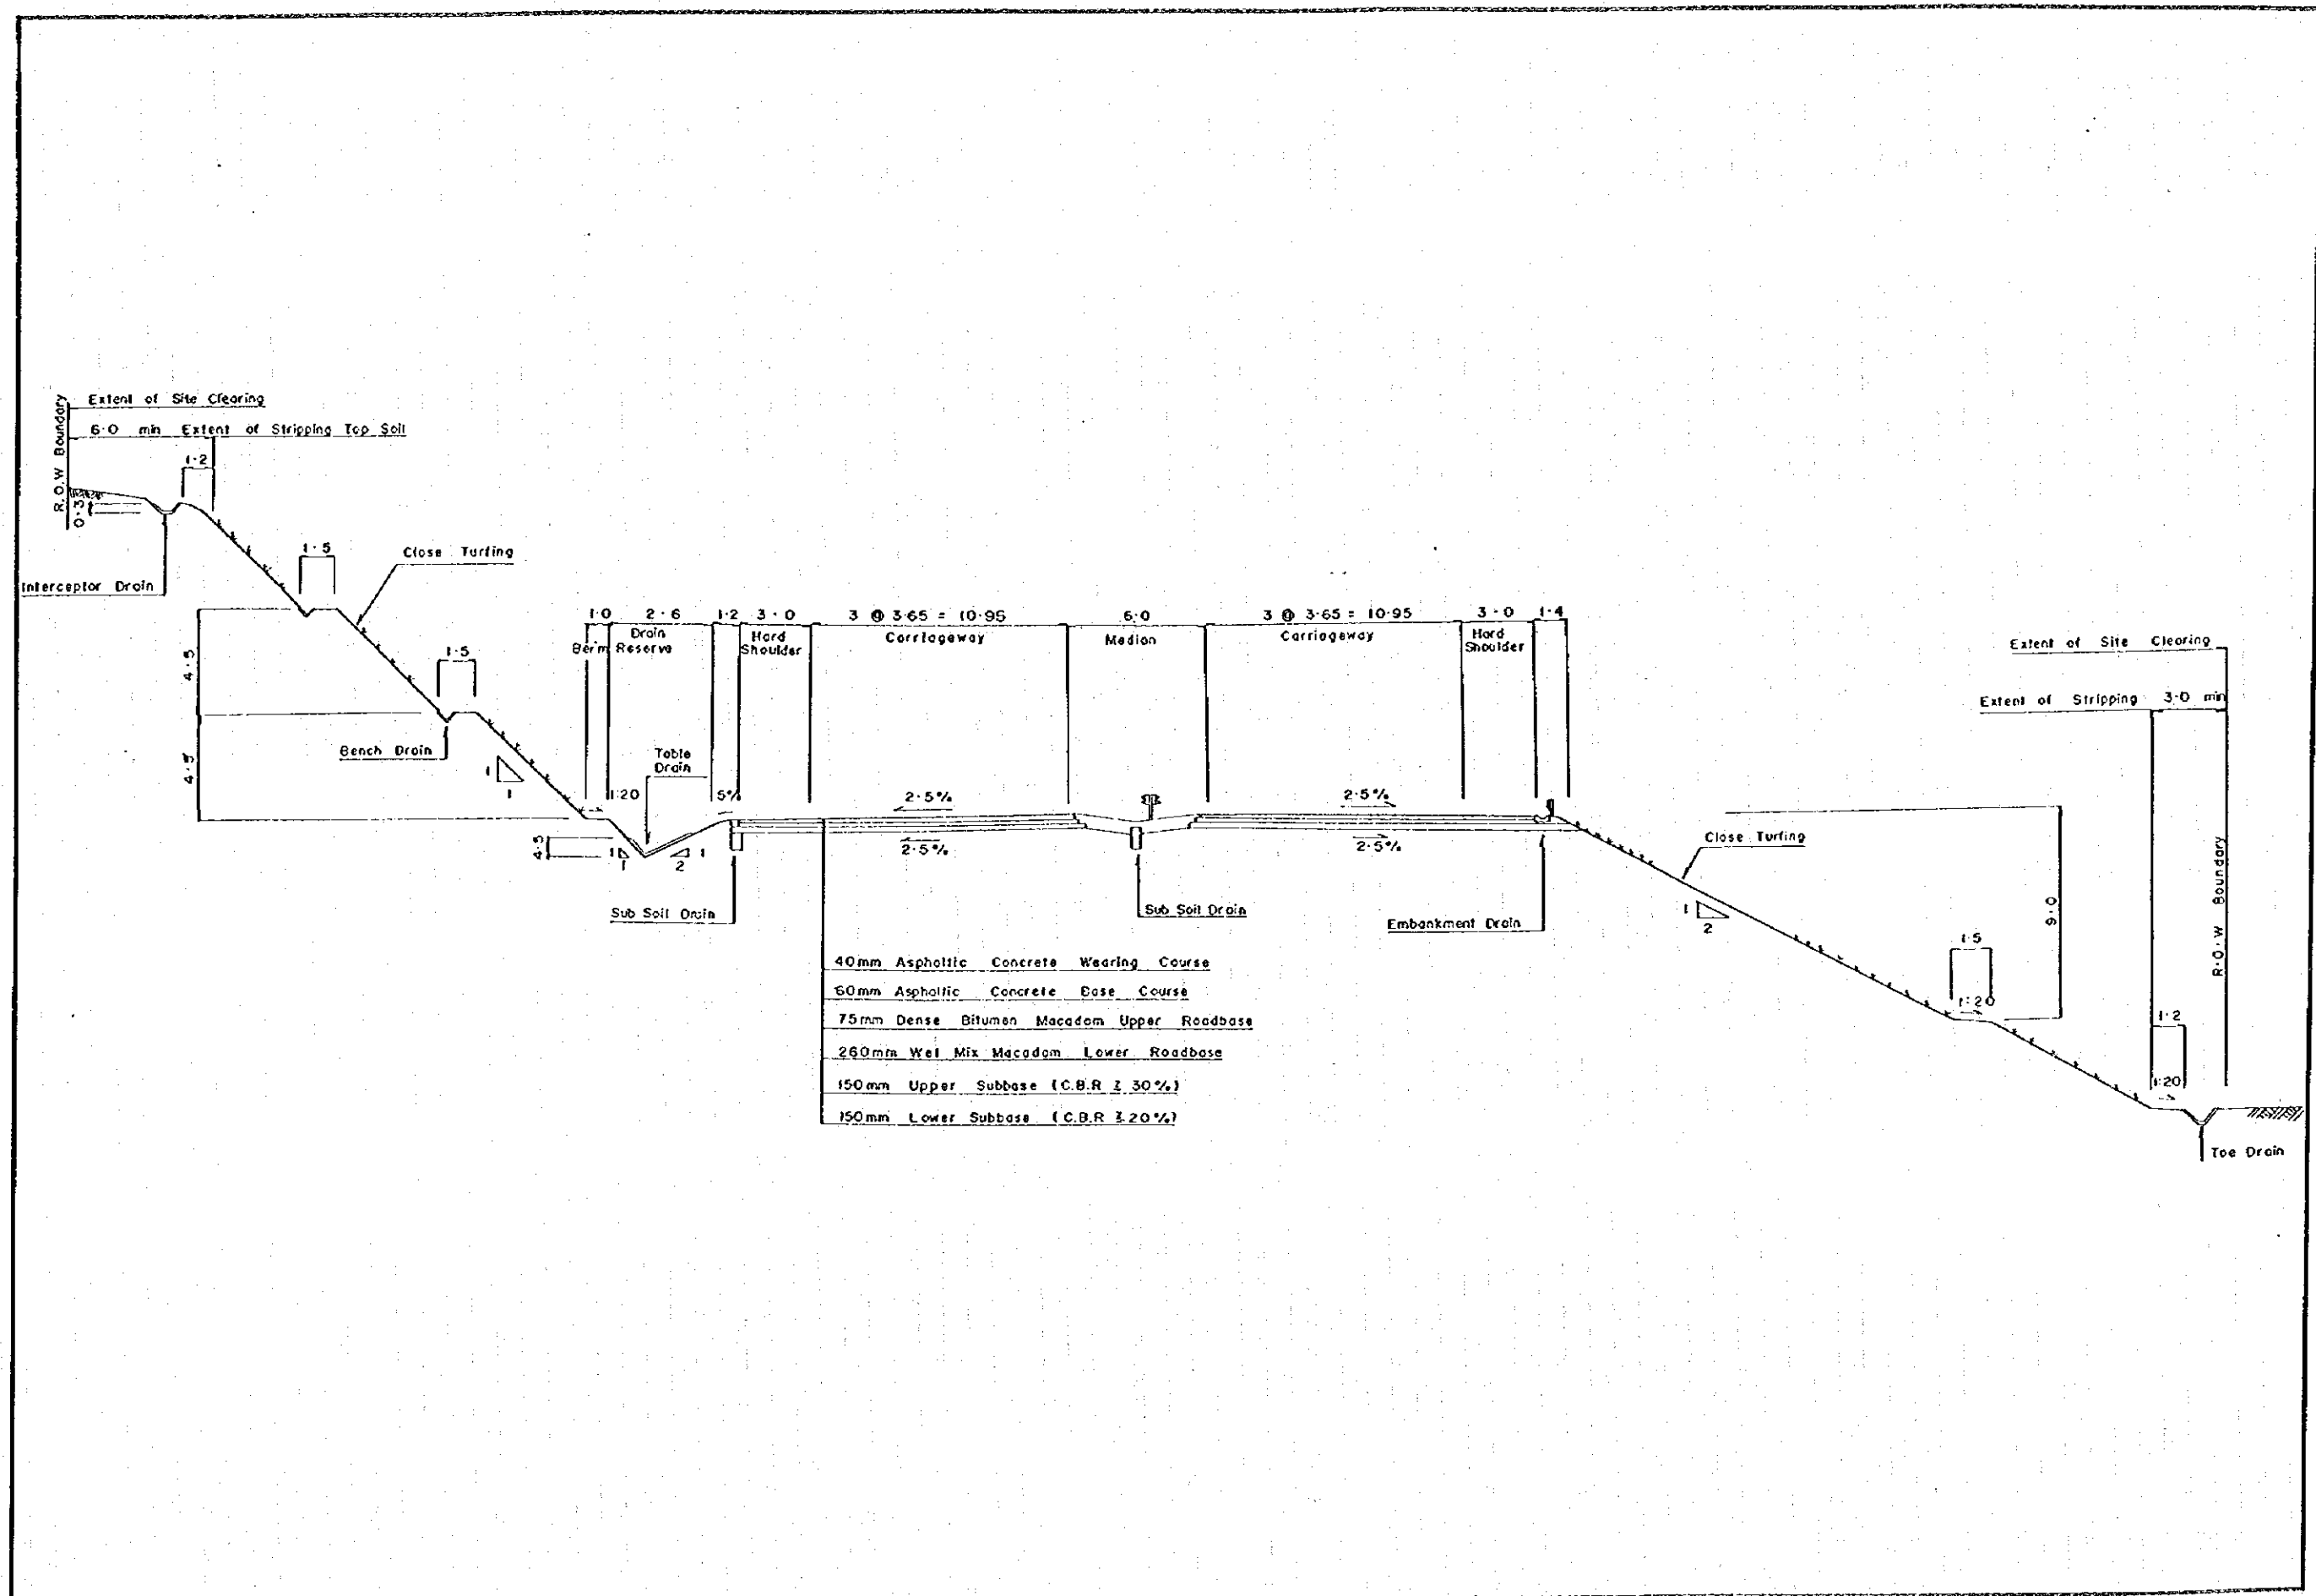 R.O.W Boundary
Extent of Site Clearing
6·0 min Extent of Stripping Top Soil
1·2
0·3
Interceptor Drain
1·5
Close Turfing
4·5
1·5
4·5
Bench Drain
1
1
1·0 2·6 1·2 3·0 3 @ 3·65 = 10·95 6·0 3 @ 3·65 = 10·95 3·0 1·4
Berm
Drain
Reserve
Hard
Shoulder
Carriageway
Median
Carriageway
Hard
Shoulder
Table
Drain
1:20
5%
2·5%
2·5%
2·5%
2·5%
4·5
1
1
1
2
Sub Soil Drain
Sub Soil Drain
Embankment Drain
40mm Asphaltic Concrete Wearing Course
60mm Asphaltic Concrete Base Course
75mm Dense Bitumen Macadam Upper Roadbase
260mm Wet Mix Macadam Lower Roadbase
150mm Upper Subbase (C.B.R ≥ 30%)
150mm Lower Subbase (C.B.R ≥ 20%)
Extent of Site Clearing
Extent of Stripping 3·0 min
Close Turfing
1
2
9·0
R.O.W Boundary
1·5
1:20
1·2
1:20
Toe Drain